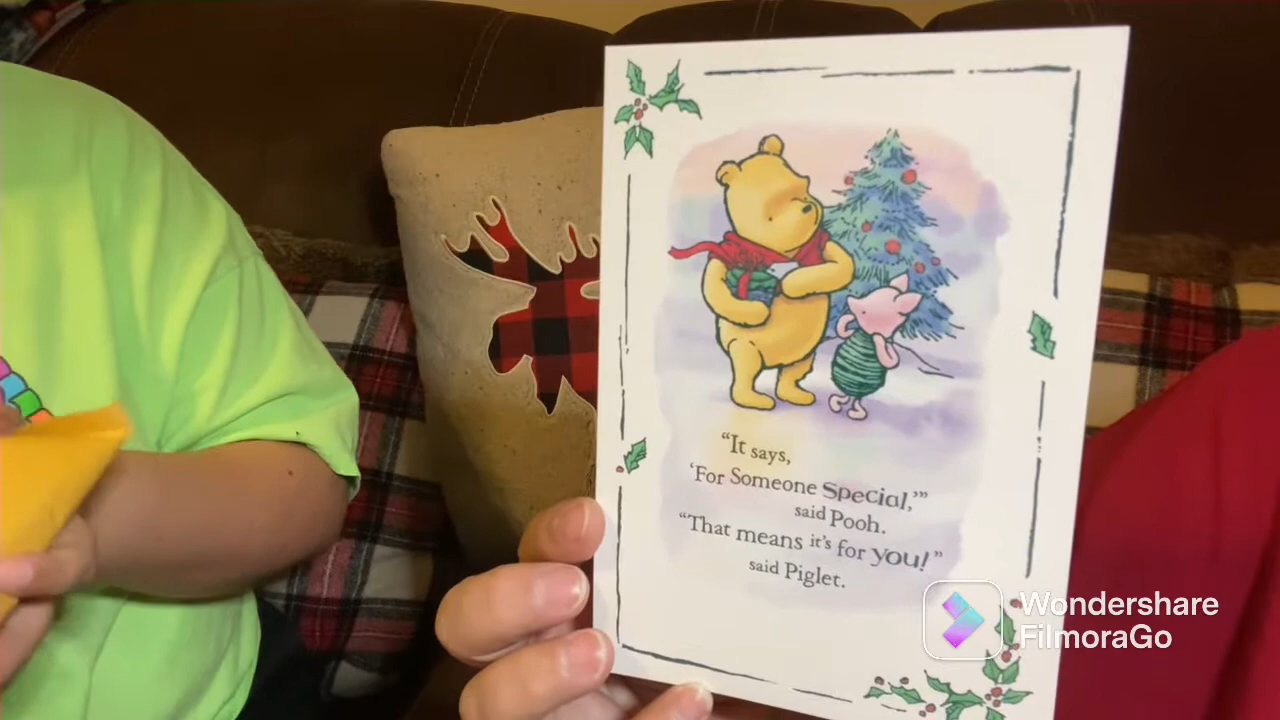 “It says,
‘For Someone Special,’”
said Pooh.
“That means it’s for you!”
said Piglet.
Wondershare
FilmoraGo